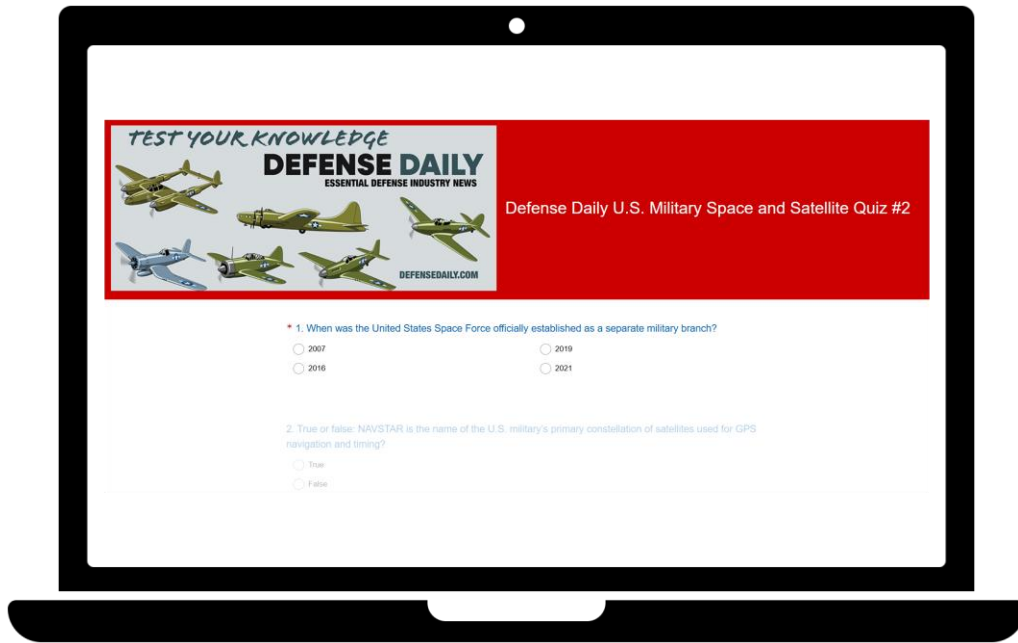 TEST YOUR KNOWLEDGE
DEFENSE DAILY
ESSENTIAL DEFENSE INDUSTRY NEWS
DEFENSEDAILY.COM
Defense Daily U.S. Military Space and Satellite Quiz #2
* 1. When was the United States Space Force officially established as a separate military branch?
2007
2019
2016
2021
2. True or false: NAVSTAR is the name of the U.S. military's primary constellation of satellites used for GPS
navigation and timing?
True
False